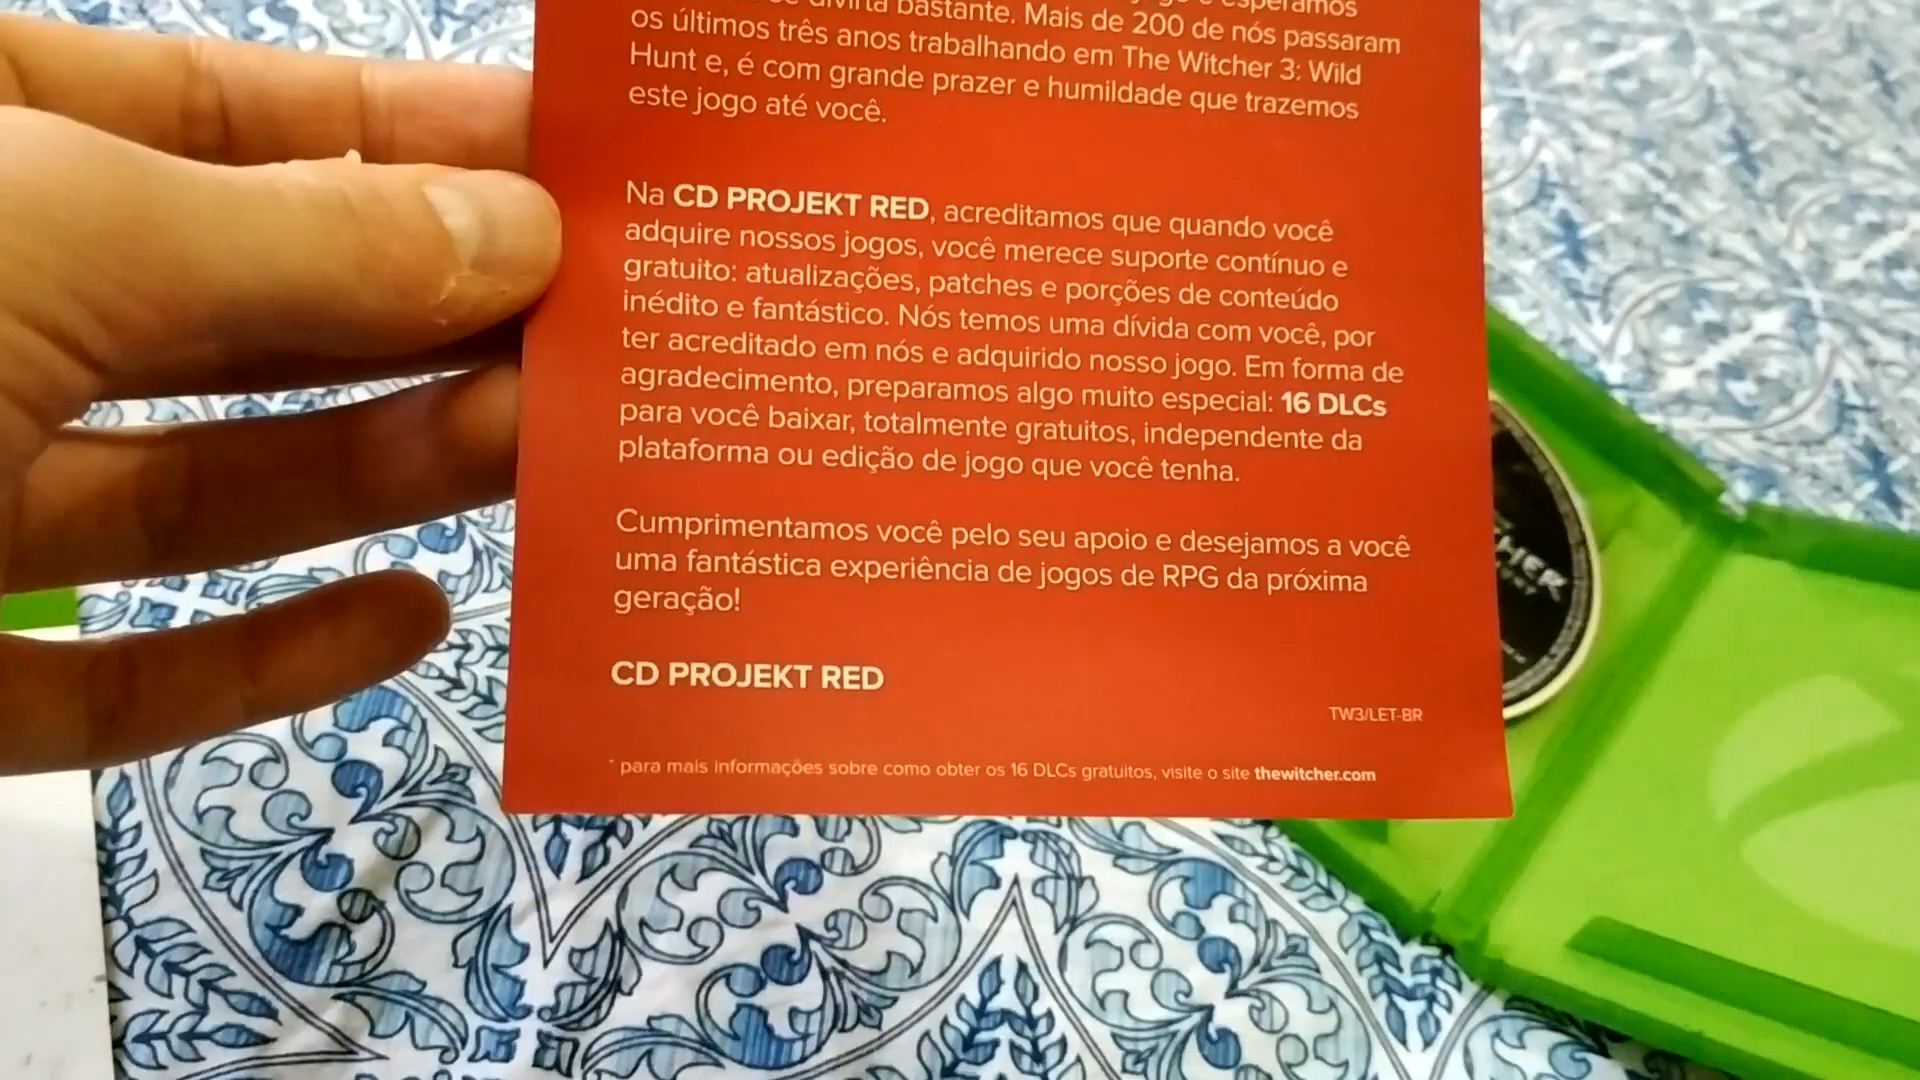 divirta bastante. Mais de 200 de nós passaram
os últimos três anos trabalhando em The Witcher 3: Wild
Hunt e, é com grande prazer e humildade que trazemos
este jogo até você.
Na CD PROJEKT RED, acreditamos que quando você
adquire nossos jogos, você merece suporte contínuo e
gratuito: atualizações, patches e porções de conteúdo
inédito e fantástico. Nós temos uma dívida com você, por
ter acreditado em nós e adquirido nosso jogo. Em forma de
agradecimento, preparamos algo muito especial: 16 DLCs
para você baixar, totalmente gratuitos, independente da
plataforma ou edição de jogo que você tenha.
Cumprimentamos você pelo seu apoio e desejamos a você
uma fantástica experiência de jogos de RPG da próxima
geração!
CD PROJEKT RED
TW3/LET-BR
* para mais informações sobre como obter os 16 DLCs gratuitos, visite o site thewitcher.com